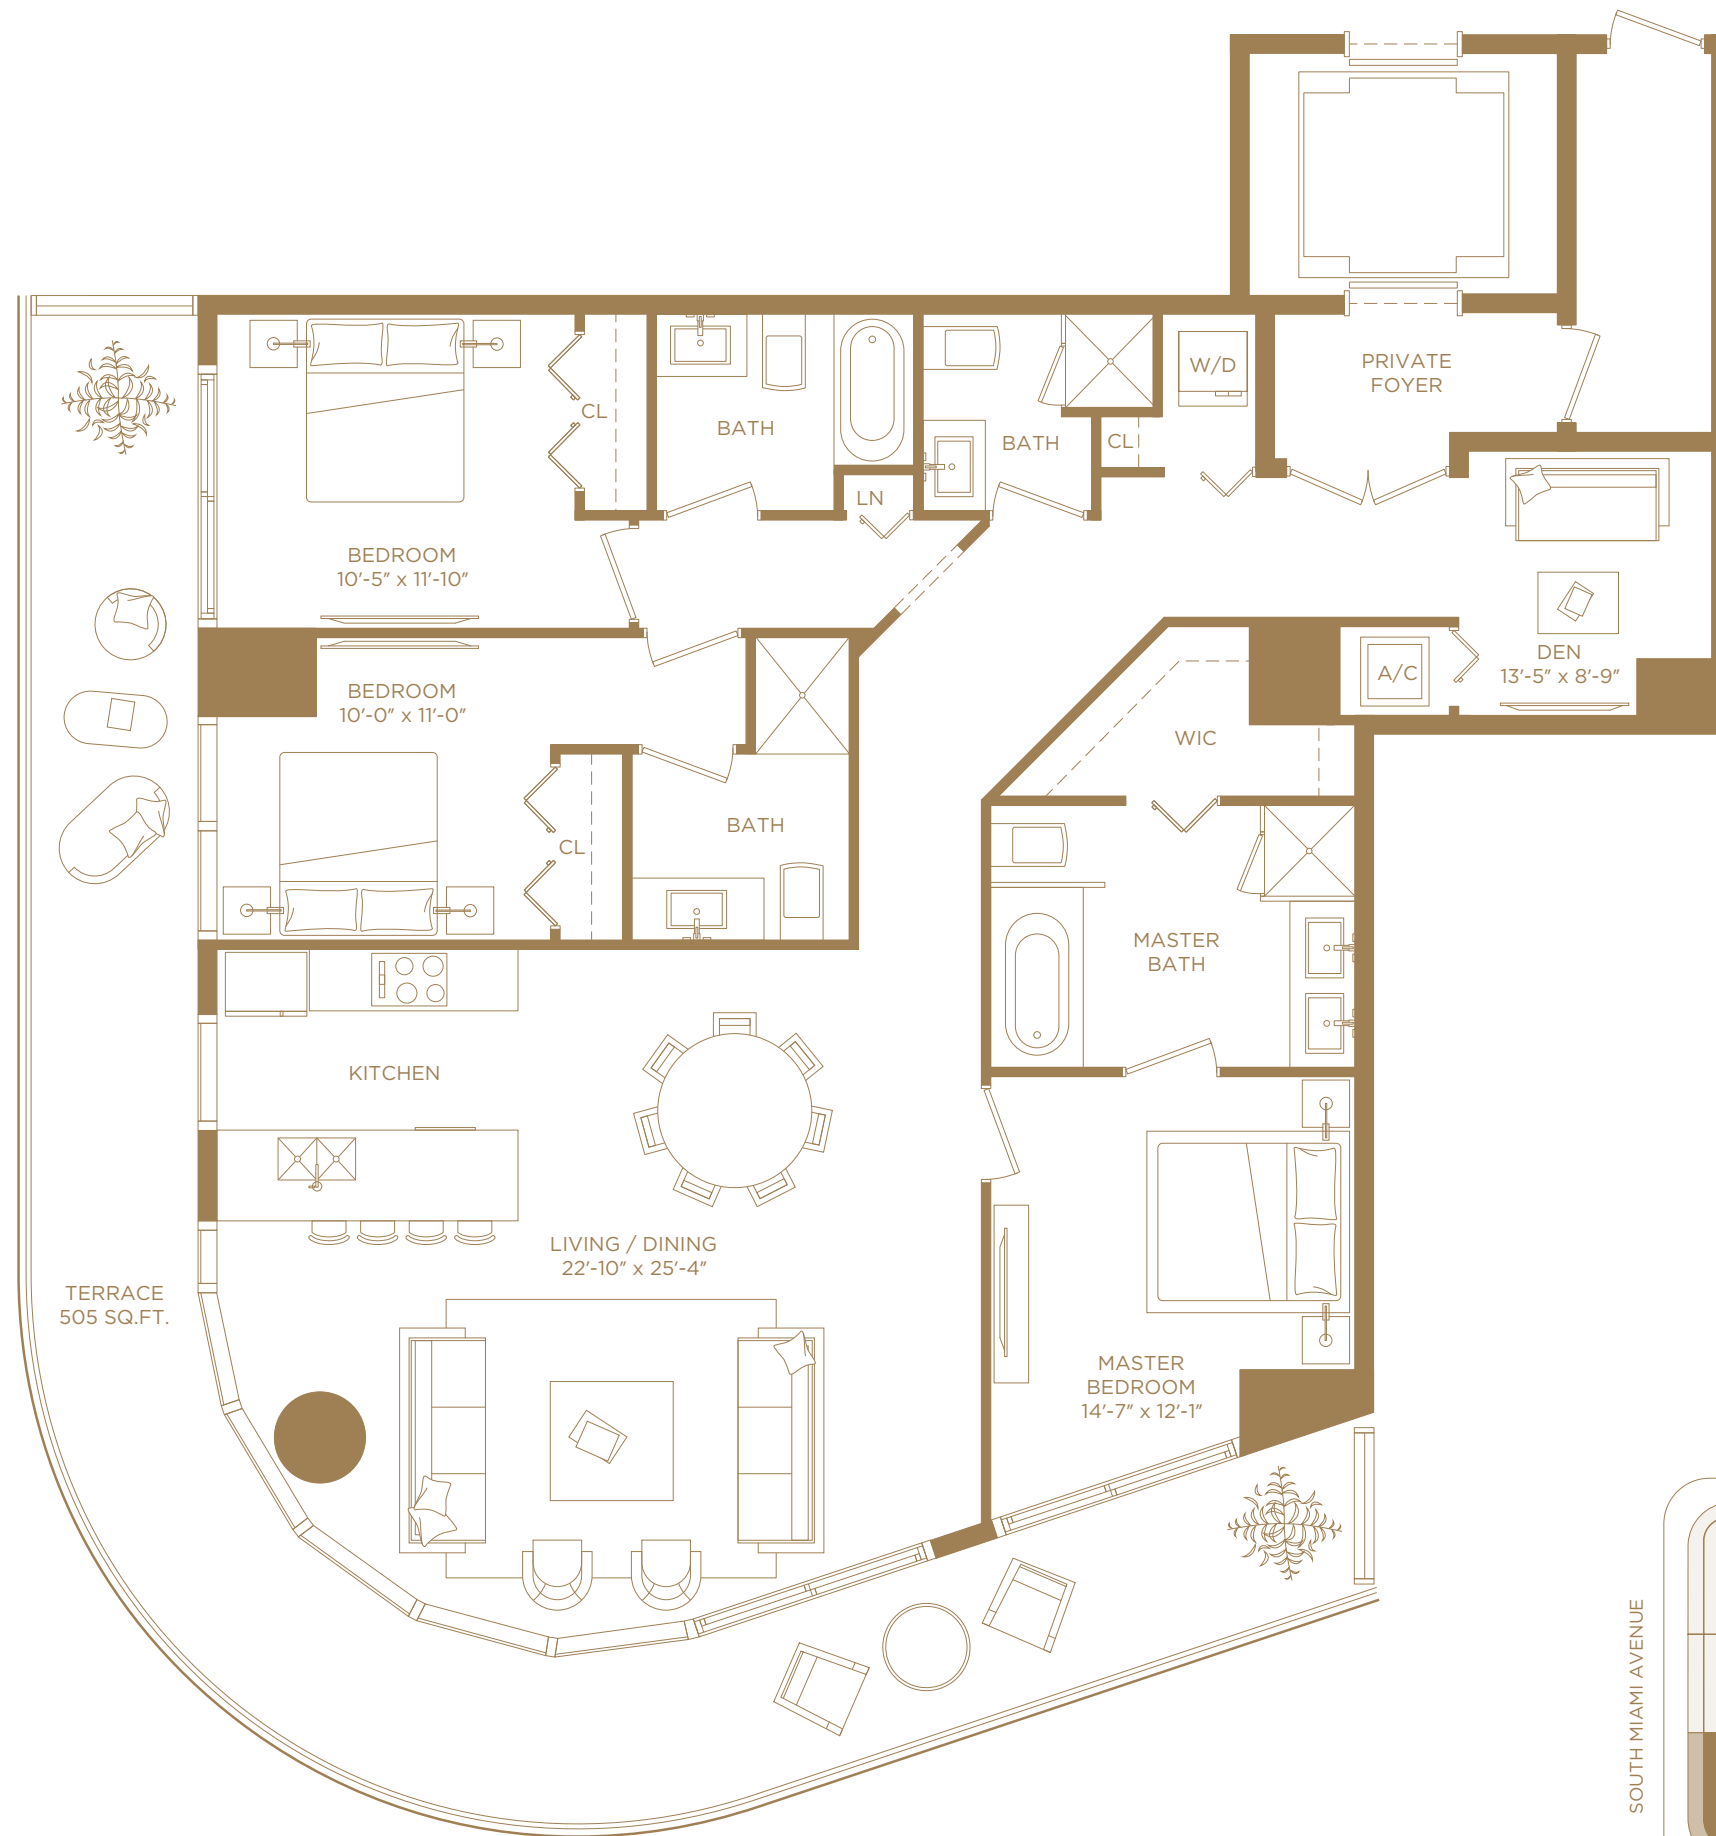 PRIVATE
FOYER
W/D
CL
BATH
BATH
CL
LN
BEDROOM
10'-5" x 11'-10"
DEN
13'-5" x 8'-9"
A/C
BEDROOM
10'-0" x 11'-0"
WIC
BATH
CL
MASTER
BATH
KITCHEN
LIVING / DINING
22'-10" x 25'-4"
TERRACE
505 SQ.FT.
MASTER
BEDROOM
14'-7" x 12'-1"
SOUTH MIAMI AVENUE